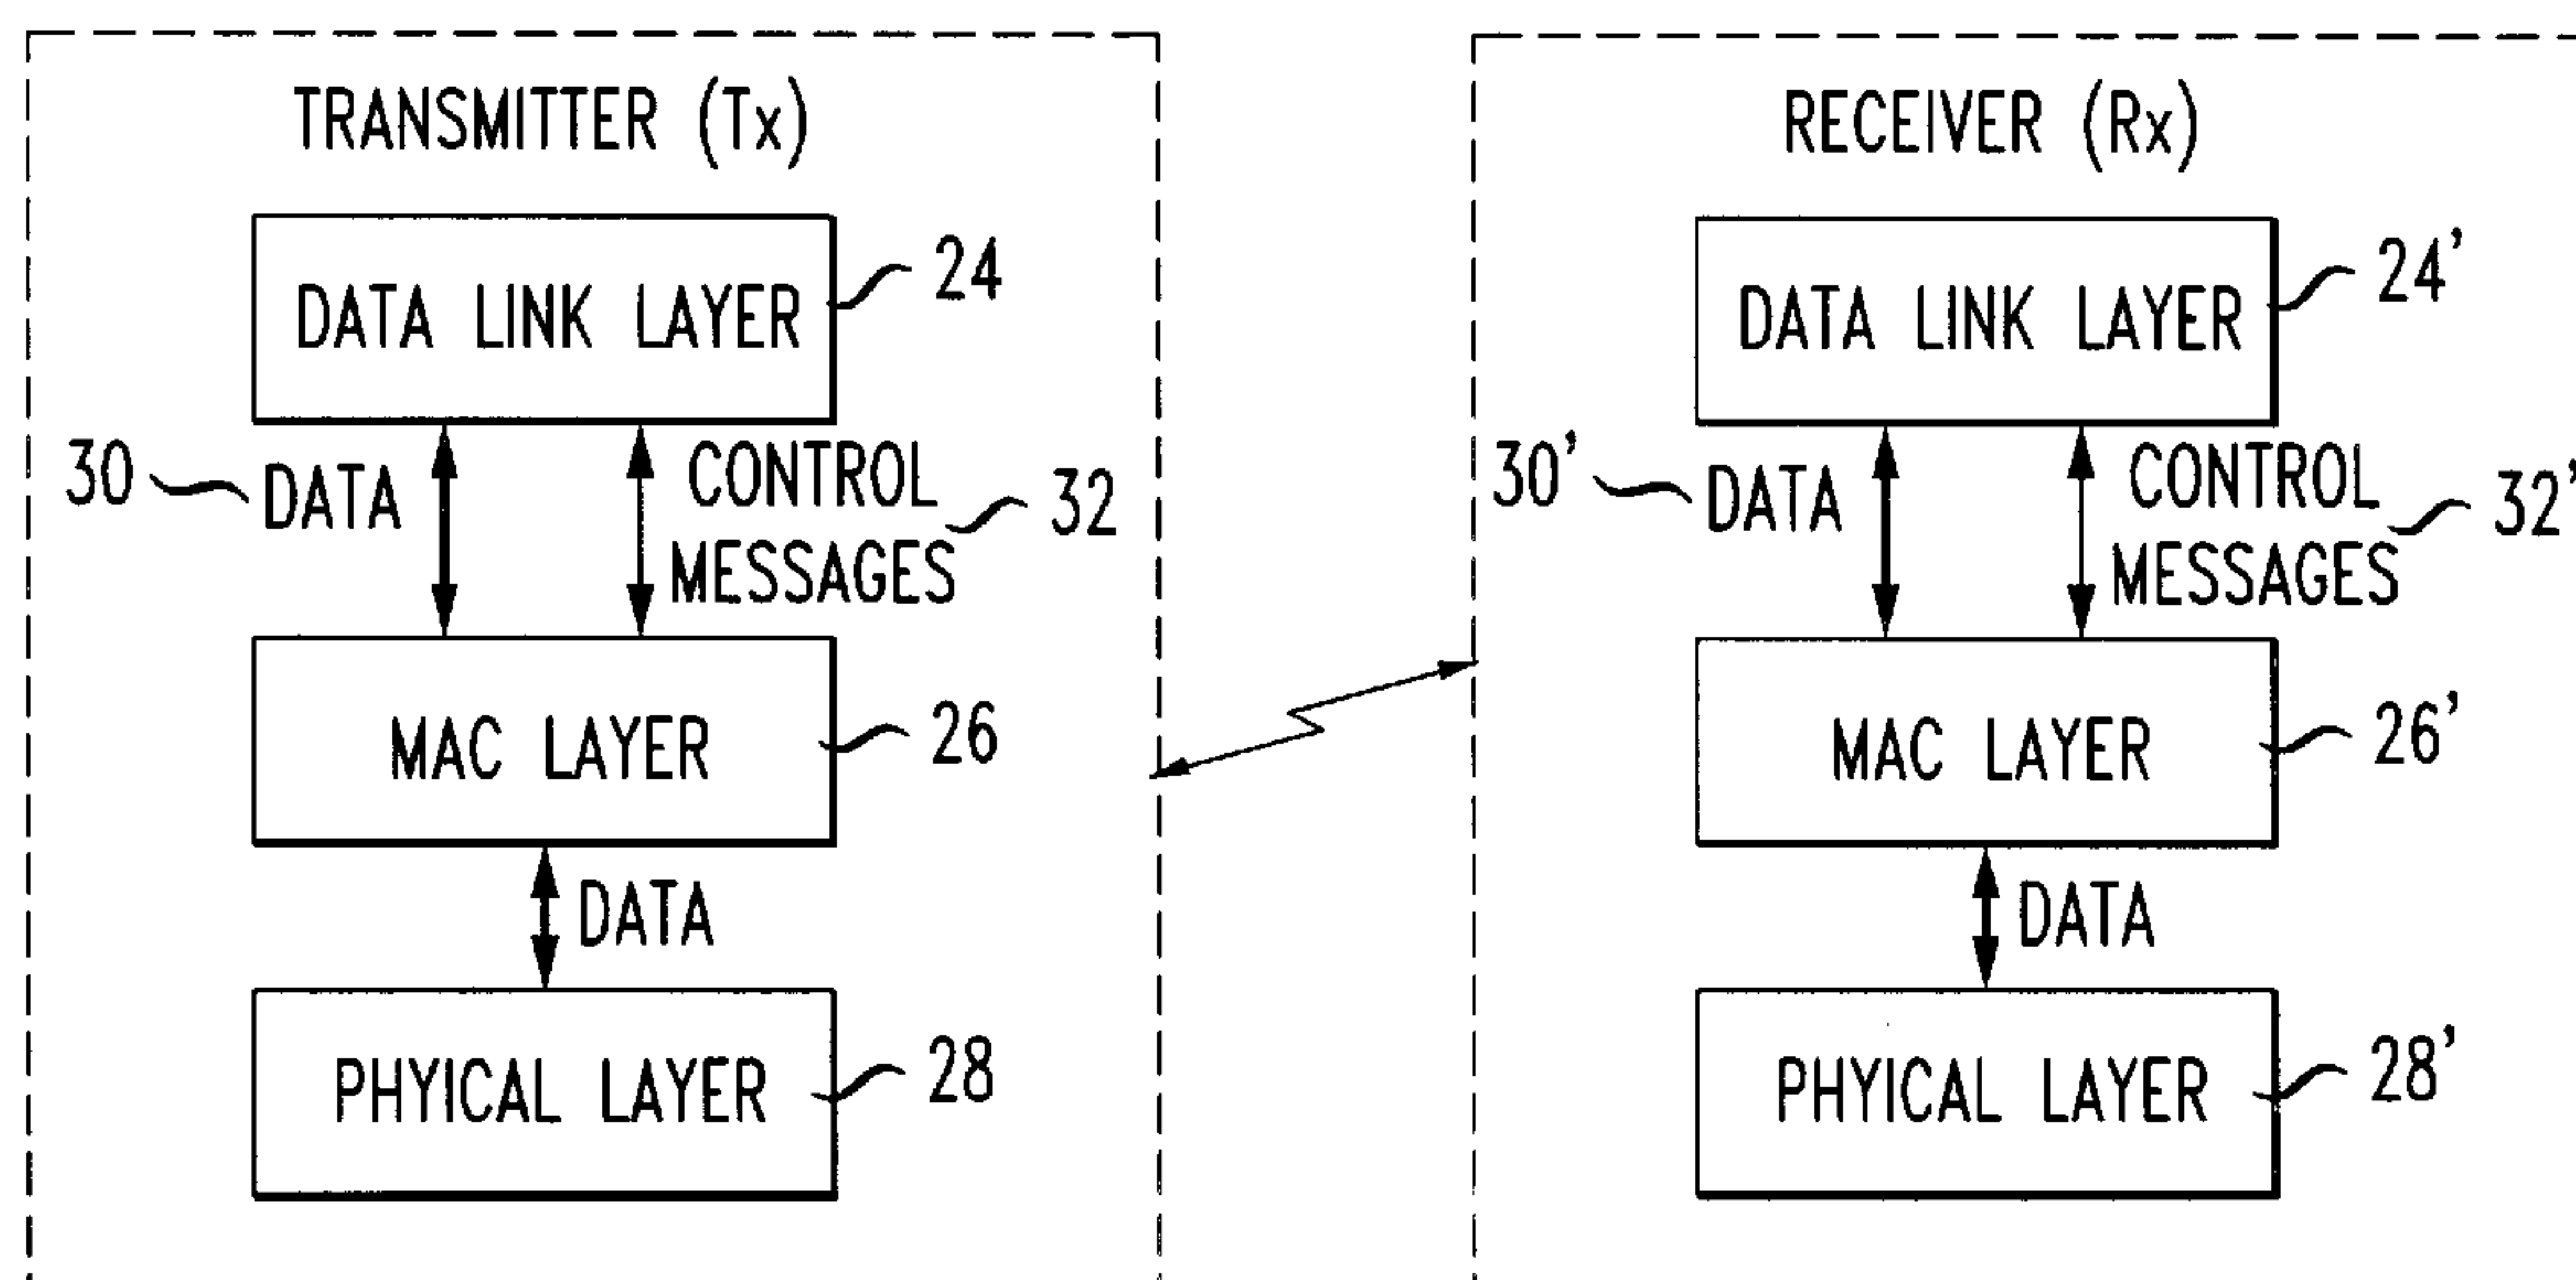 TRANSMITTER (Tx)
DATA LINK LAYER
24
30
DATA
CONTROL
MESSAGES
32
MAC LAYER
26
DATA
PHYICAL LAYER
28
RECEIVER (Rx)
DATA LINK LAYER
24'
30'
DATA
CONTROL
MESSAGES
32'
MAC LAYER
26'
DATA
PHYICAL LAYER
28'